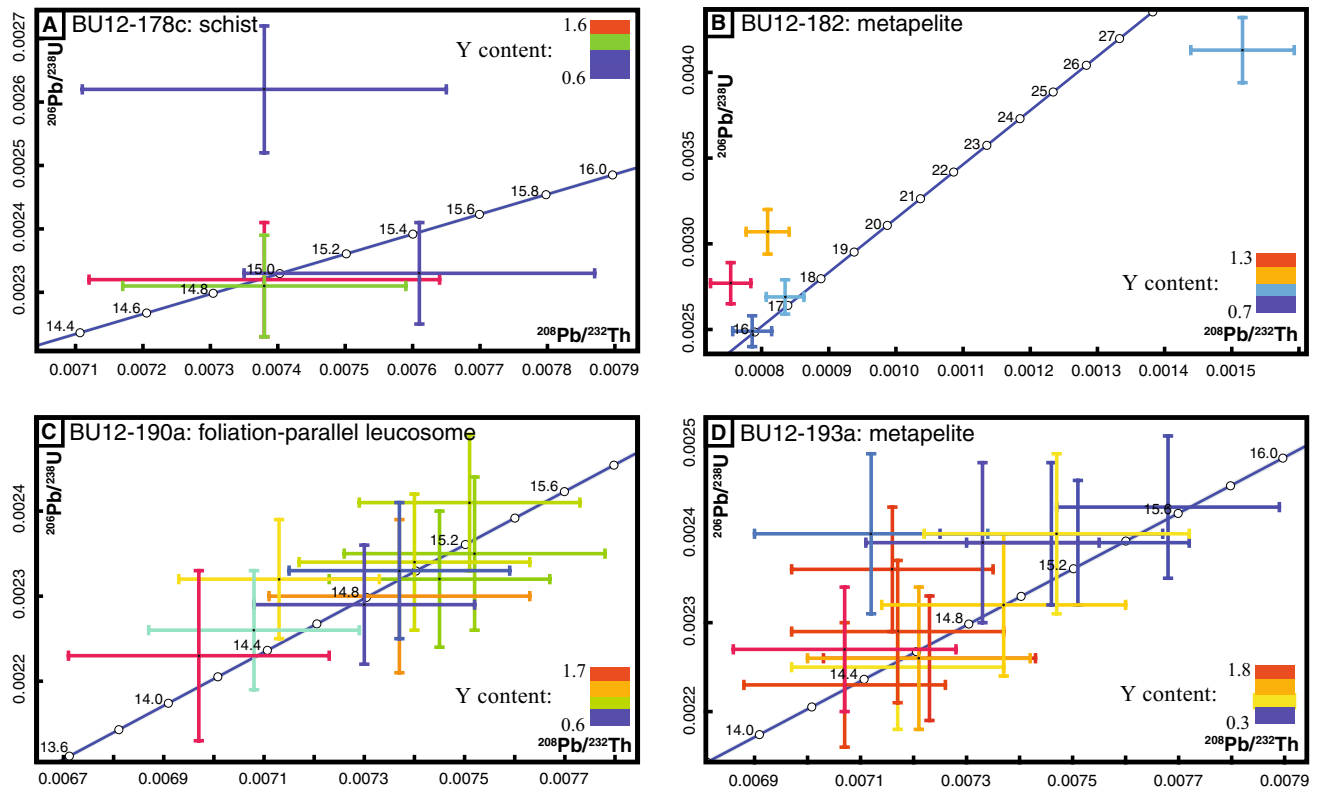 A BU12-178c: schist
206Pb/238U
0.0027
0.0026
0.0025
0.0024
0.0023
Y content:
1.6
0.6
14.4
14.6
14.8
15.0
15.2
15.4
15.6
15.8
16.0
208Pb/232Th
0.0071 0.0072 0.0073 0.0074 0.0075 0.0076 0.0077 0.0078 0.0079
B BU12-182: metapelite
206Pb/238U
0.0040
0.0035
0.0030
0.0025
27
26
25
24
23
22
21
20
19
18
17
16
Y content:
1.3
0.7
208Pb/232Th
0.0008 0.0009 0.0010 0.0011 0.0012 0.0013 0.0014 0.0015
C BU12-190a: foliation-parallel leucosome
206Pb/238U
0.0024
0.0023
0.0022
15.6
15.2
14.8
14.4
14.0
13.6
Y content:
1.7
0.6
208Pb/232Th
0.0067 0.0069 0.0071 0.0073 0.0075 0.0077
D BU12-193a: metapelite
206Pb/238U
0.0025
0.0024
0.0023
0.0022
16.0
15.6
15.2
14.8
14.4
14.0
Y content:
1.8
0.3
208Pb/232Th
0.0069 0.0071 0.0073 0.0075 0.0077 0.0079